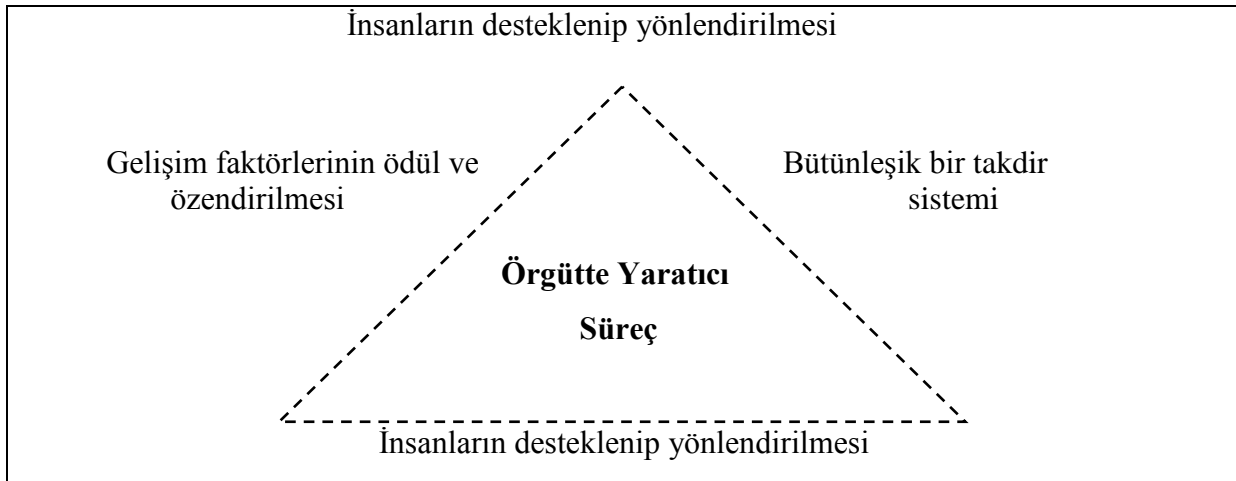 İnsanların desteklenip yönlendirilmesi
Gelişim faktörlerinin ödül ve
özendirilmesi
Bütünleşik bir takdir
sistemi
Örgütte Yaratıcı
Süreç
İnsanların desteklenip yönlendirilmesi